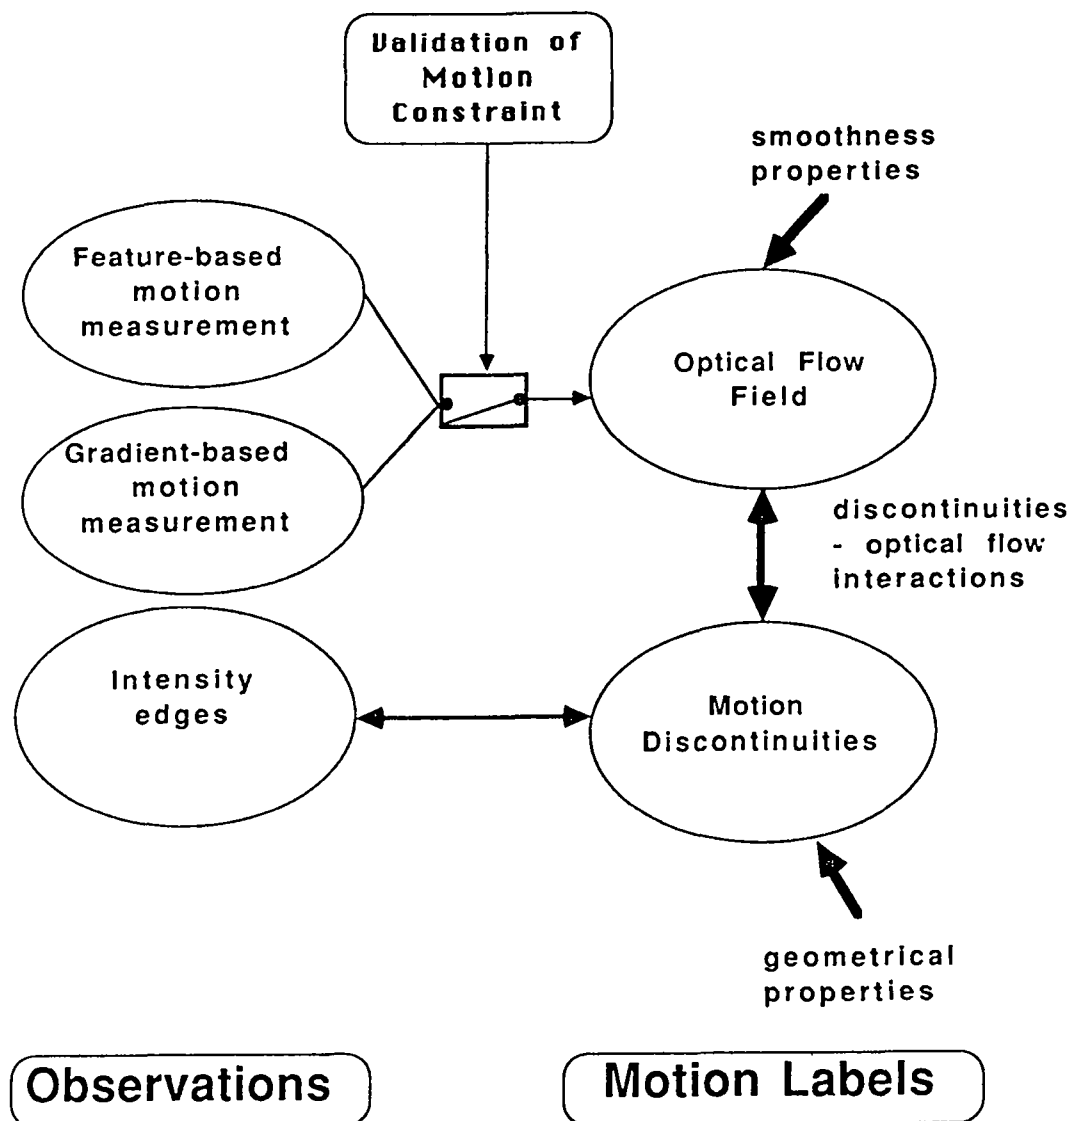 Validation of
Motion
Constraint
smoothness
properties
Feature-based
motion
measurement
Optical Flow
Field
Gradient-based
motion
measurement
discontinuities
- optical flow
interactions
Intensity
edges
Motion
Discontinuities
geometrical
properties
Observations
Motion Labels